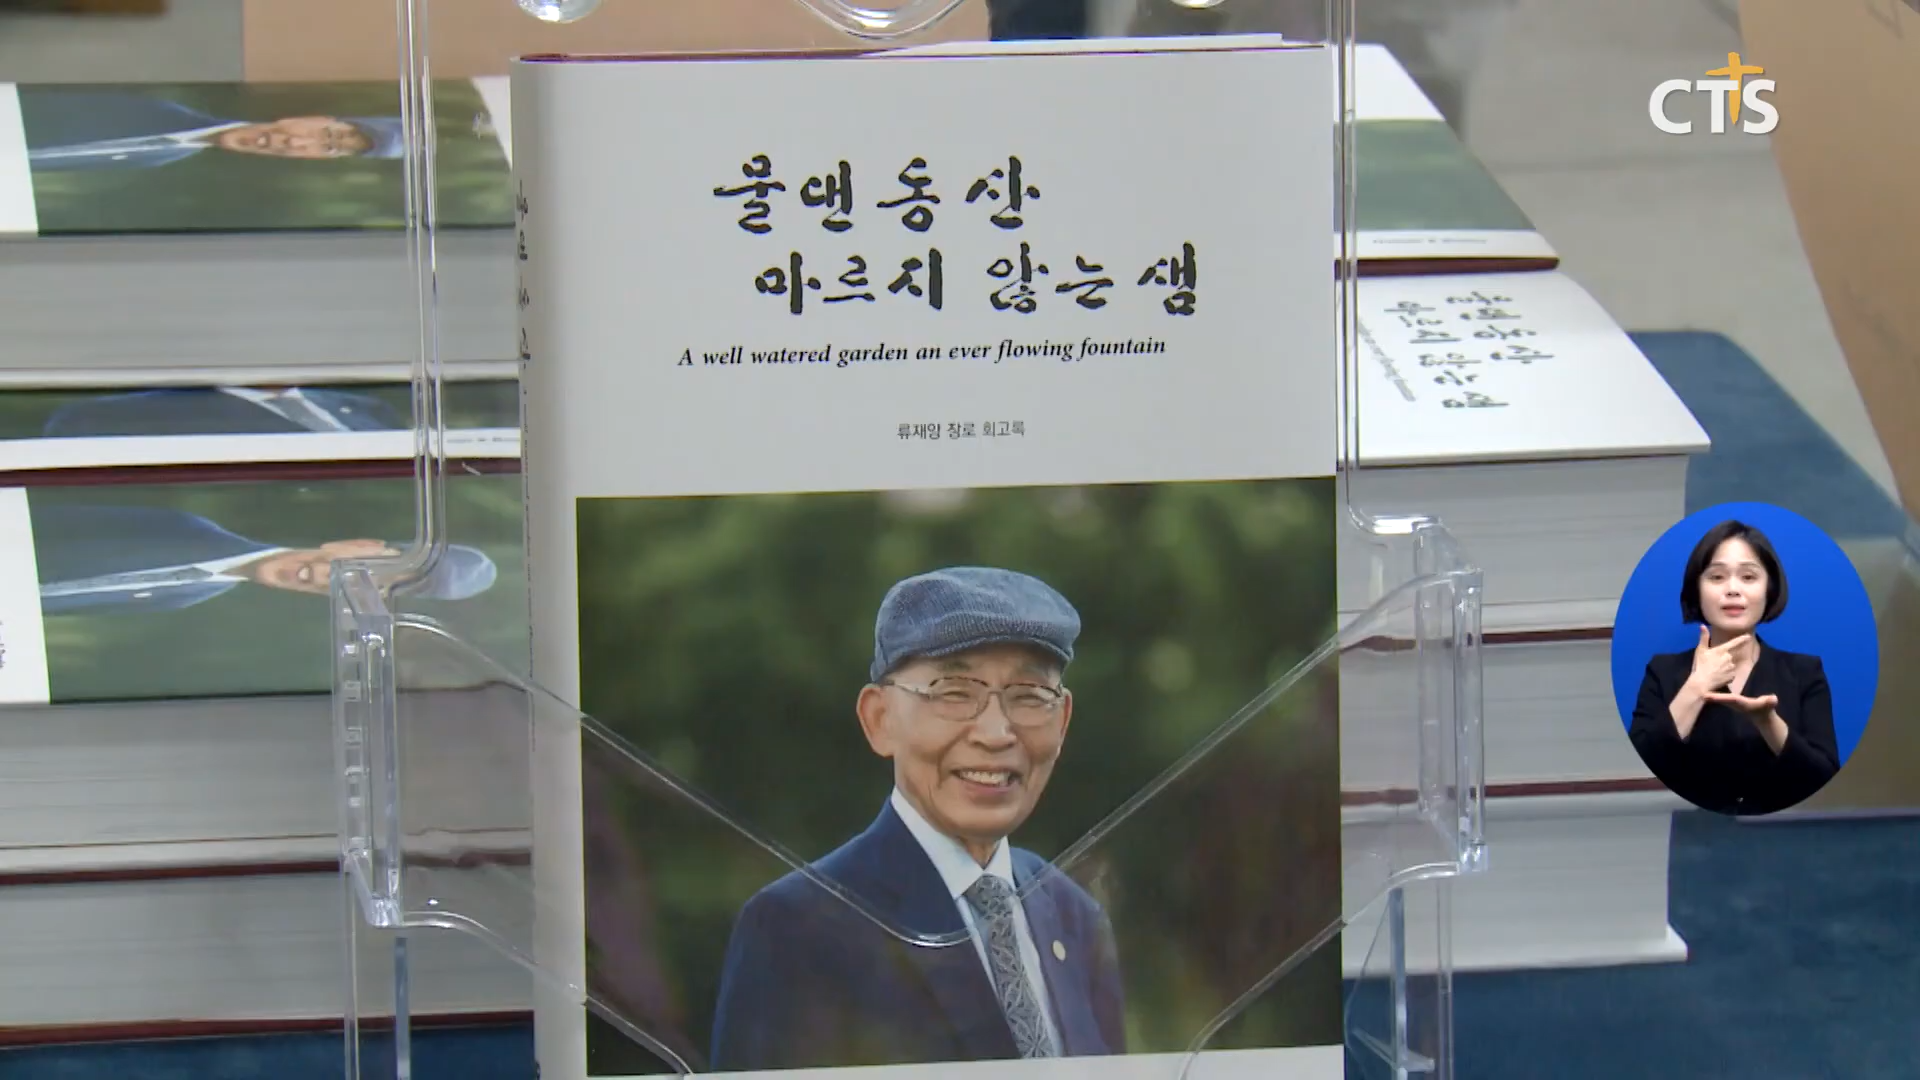 CTS
물댄동산
마르지 않는 샘
A well watered garden an ever flowing fountain
류재양 장로 회고록